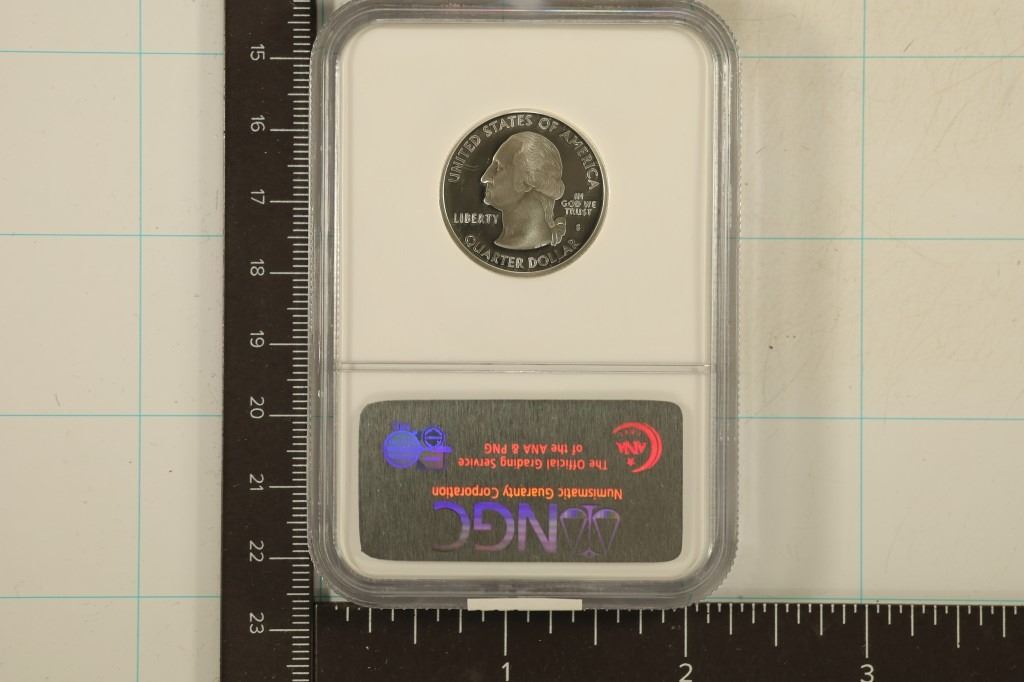 UNITED STATES OF AMERICA
LIBERTY
IN
GOD WE
TRUST
S
QUARTER DOLLAR
NGC
Numismatic Guaranty Corporation
The Official Grading Service
of the ANA & PNG
ANA
15
16
17
18
19
20
21
22
23
1
2
3